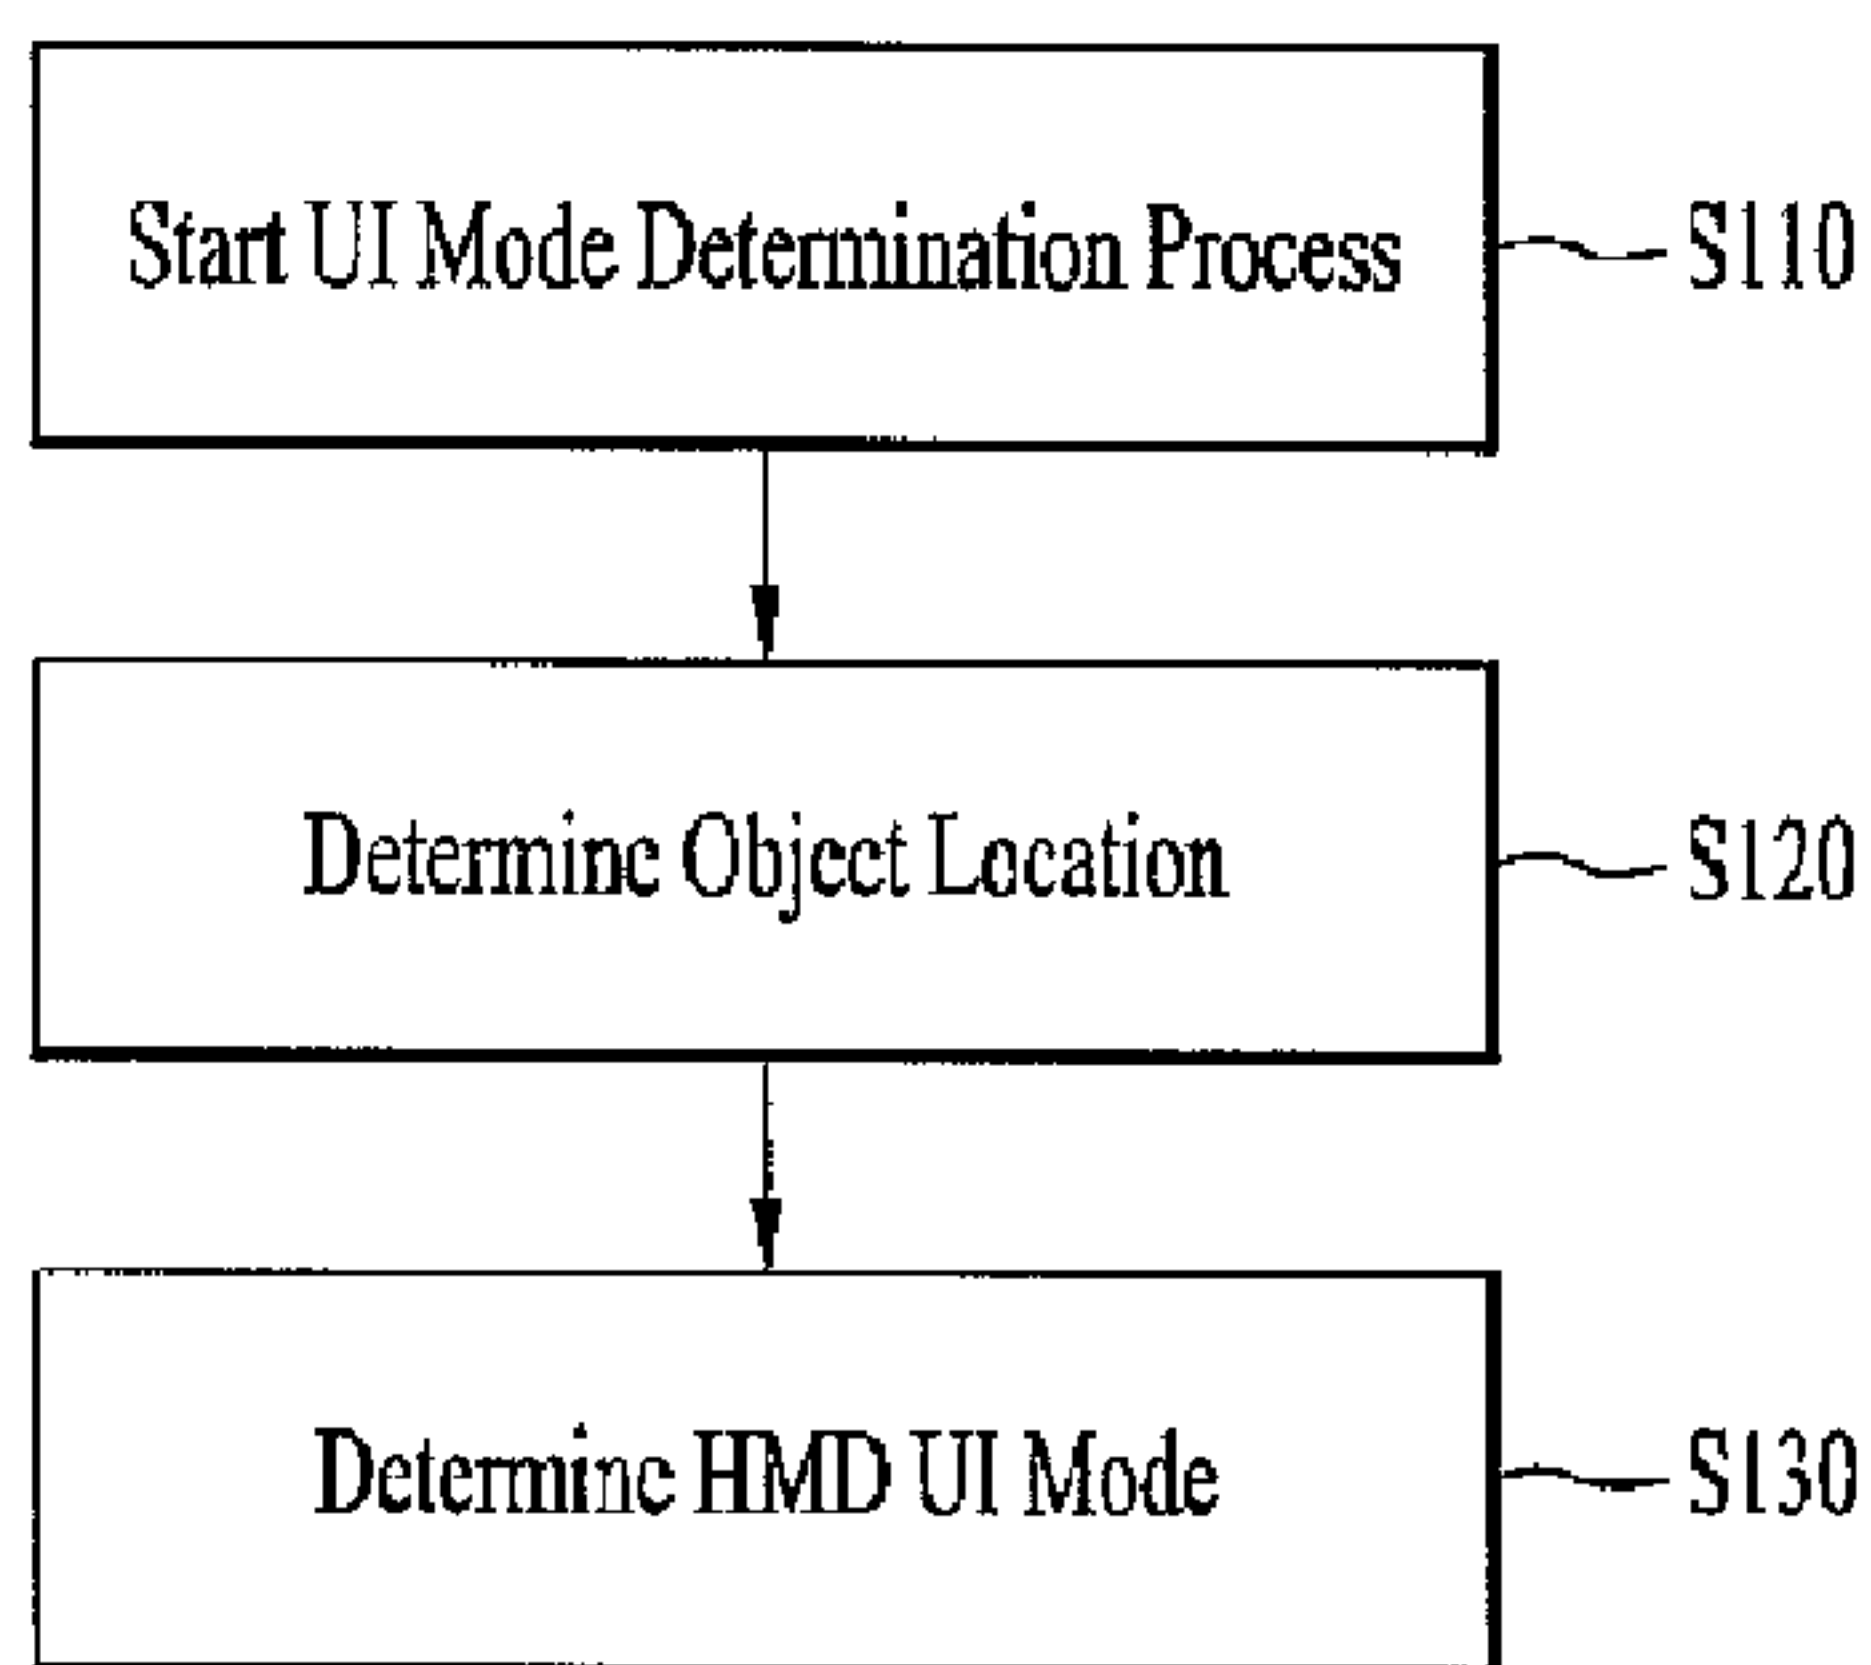 Start UI Mode Determination Process
S110
Determine Object Location
S120
Determine HMD UI Mode
S130